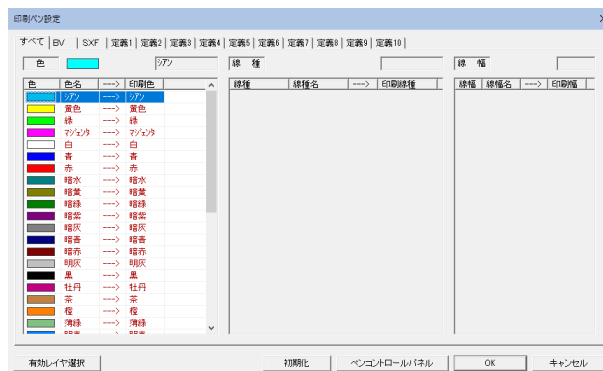 印刷ペン設定
すべて BV SXF 定義1 定義2 定義3 定義4 定義5 定義6 定義7 定義8 定義9 定義10
色 シアン 線 種 線 幅
色 色名 ---> 印刷色 線種 線種名 ---> 印刷線種 線幅 線幅名 ---> 印刷幅
シアン ---> シアン
黄色 ---> 黄色
緑 ---> 緑
マジェンタ ---> マジェンタ
白 ---> 白
青 ---> 青
赤 ---> 赤
暗水 ---> 暗水
暗黄 ---> 暗黄
暗緑 ---> 暗緑
暗紫 ---> 暗紫
暗灰 ---> 暗灰
暗青 ---> 暗青
暗赤 ---> 暗赤
明灰 ---> 明灰
黒 ---> 黒
牡丹 ---> 牡丹
茶 ---> 茶
橙 ---> 橙
薄緑 ---> 薄緑
有効レイヤ選択 初期化 ペンコントロールパネル OK キャンセル